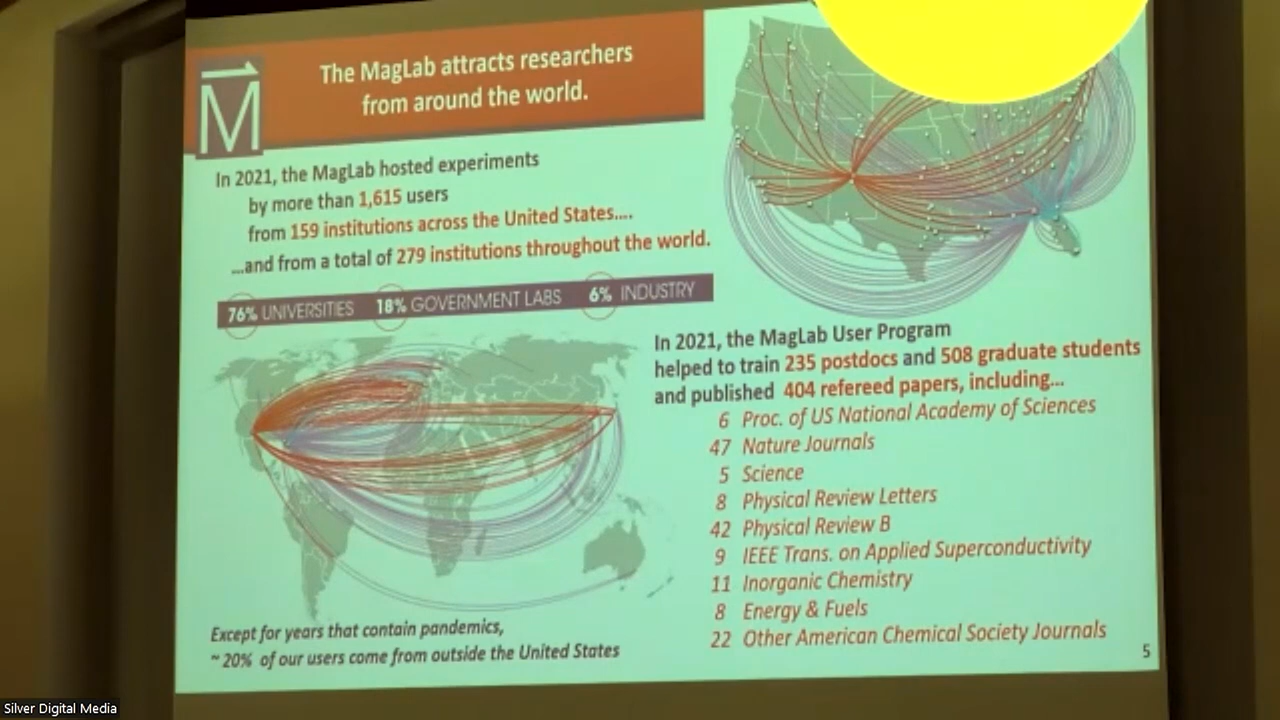 M
The MagLab attracts researchers
from around the world.
In 2021, the MagLab hosted experiments
by more than 1,615 users
from 159 institutions across the United States....
...and from a total of 279 institutions throughout the world.
76% UNIVERSITIES 18% GOVERNMENT LABS 6% INDUSTRY
Except for years that contain pandemics,
~ 20% of our users come from outside the United States
In 2021, the MagLab User Program
helped to train 235 postdocs and 508 graduate students
and published 404 refereed papers, including...
6 Proc. of US National Academy of Sciences
47 Nature Journals
5 Science
8 Physical Review Letters
42 Physical Review B
9 IEEE Trans. on Applied Superconductivity
11 Inorganic Chemistry
8 Energy & Fuels
22 Other American Chemical Society Journals
5
Silver Digital Media